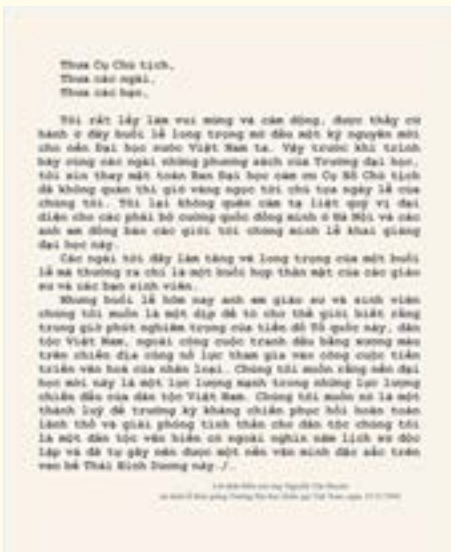 Thưa Cụ Chủ tịch,
Thưa các ngài,
Thưa các bạn,
Tôi rất lấy làm vui mừng và cảm động, được thấy cử
hành ở đây buổi lễ long trọng mở đầu một kỷ nguyên mới
cho nền Đại học nước Việt Nam ta. Vậy trước khi trình
bày cùng các ngài những phương sách của Trường đại học,
tôi xin thay mặt toàn Ban Đại học cảm ơn Cụ Hồ Chủ tịch
đã không quản thì giờ vàng ngọc tới chủ tọa ngày lễ của
chúng tôi. Tôi lại không quên cảm tạ liệt quý vị đại
diện cho các phái bộ cường quốc đồng minh ở Hà Nội và các
anh em đồng bào các giới tới chứng minh lễ khai giảng
đại học này.
Các ngài tới đây làm tăng vẻ long trọng của một buổi
lễ mà thường ra chỉ là một buổi họp thân mật của các giáo
sư và các bạn sinh viên.
Nhưng buổi lễ hôm nay anh em giáo sư và sinh viên
chúng tôi muốn là một dịp để tỏ cho thế giới biết rằng
trong giờ phút nghiêm trọng của tiền đồ Tổ quốc này, dân
tộc Việt Nam, ngoài công cuộc tranh đấu bằng xương máu
trên chiến địa cũng nỗ lực tham gia vào công cuộc tiến
triển văn hoá của nhân loại. Chúng tôi muốn rằng nền đại
học mới này là một lực lượng mạnh trong những lực lượng
chiến đấu của dân tộc Việt Nam. Chúng tôi muốn nó là một
thành luỹ để trường kỳ kháng chiến phục hồi hoàn toàn
lãnh thổ và giải phóng tinh thần cho dân tộc chúng tôi
là một dân tộc văn hiến có ngoài nghìn năm lịch sử độc
lập và đã tự gây nên được một nền văn minh đặc sắc trên
ven bể Thái Bình Dương này./.